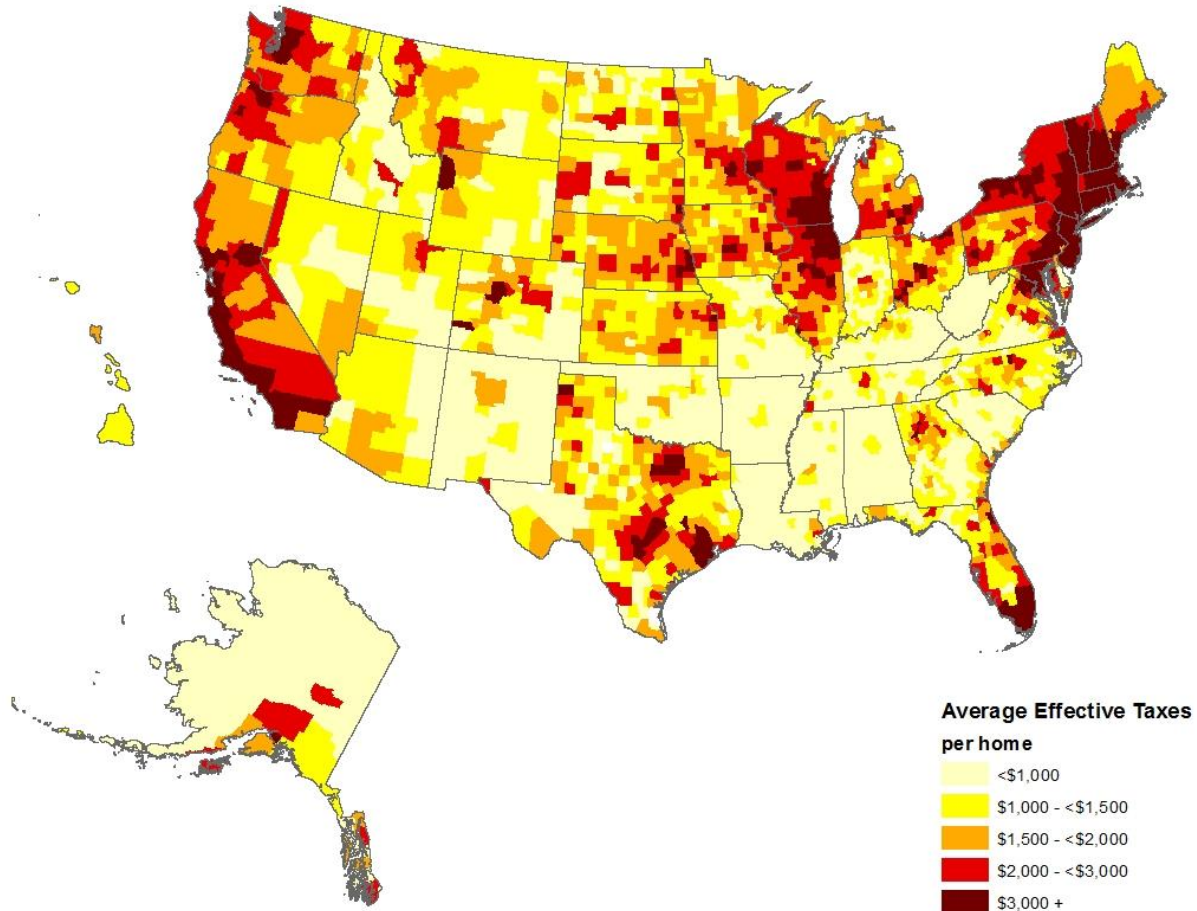 Average Effective Taxes
per home
<$1,000
$1,000 - <$1,500
$1,500 - <$2,000
$2,000 - <$3,000
$3,000 +